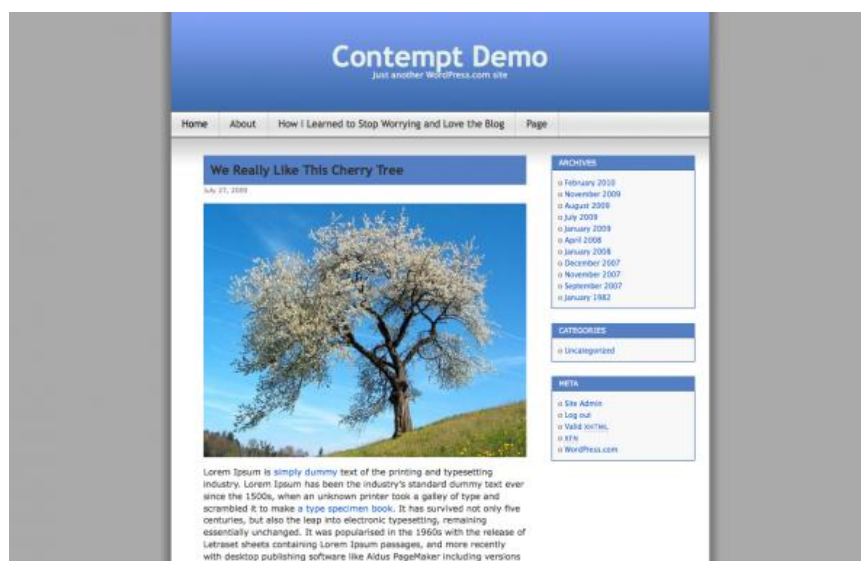 Contempt Demo
Just another WordPress.com site
Home About How I Learned to Stop Worrying and Love the Blog Page
We Really Like This Cherry Tree
July 27, 2009
Lorem Ipsum is simply dummy text of the printing and typesetting
industry. Lorem Ipsum has been the industry's standard dummy text ever
since the 1500s, when an unknown printer took a galley of type and
scrambled it to make a type specimen book. It has survived not only five
centuries, but also the leap into electronic typesetting, remaining
essentially unchanged. It was popularised in the 1960s with the release of
Letraset sheets containing Lorem Ipsum passages, and more recently
with desktop publishing software like Aldus PageMaker including versions
ARCHIVES
February 2010
November 2009
August 2009
July 2009
January 2009
April 2008
January 2008
December 2007
November 2007
September 2007
January 1982
CATEGORIES
Uncategorized
META
Site Admin
Log out
Valid XHTML
XFN
WordPress.com